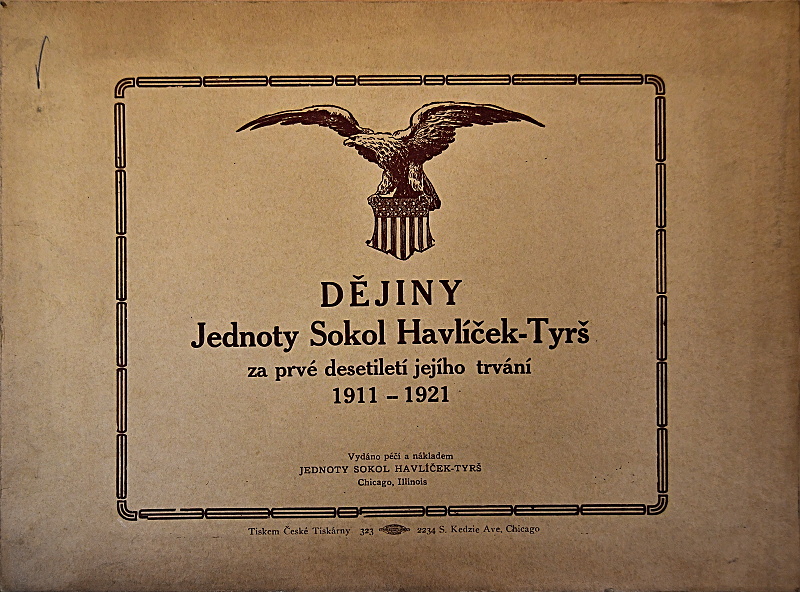 DĚJINY
Jednoty Sokol Havlíček-Tyrš
za prvé desetiletí jejího trvání
1911 – 1921
Vydáno péčí a nákladem
JEDNOTY SOKOL HAVLÍČEK-TYRŠ
Chicago, Illinois
Tiskem České Tiskárny 323 2234 S. Kedzie Ave, Chicago